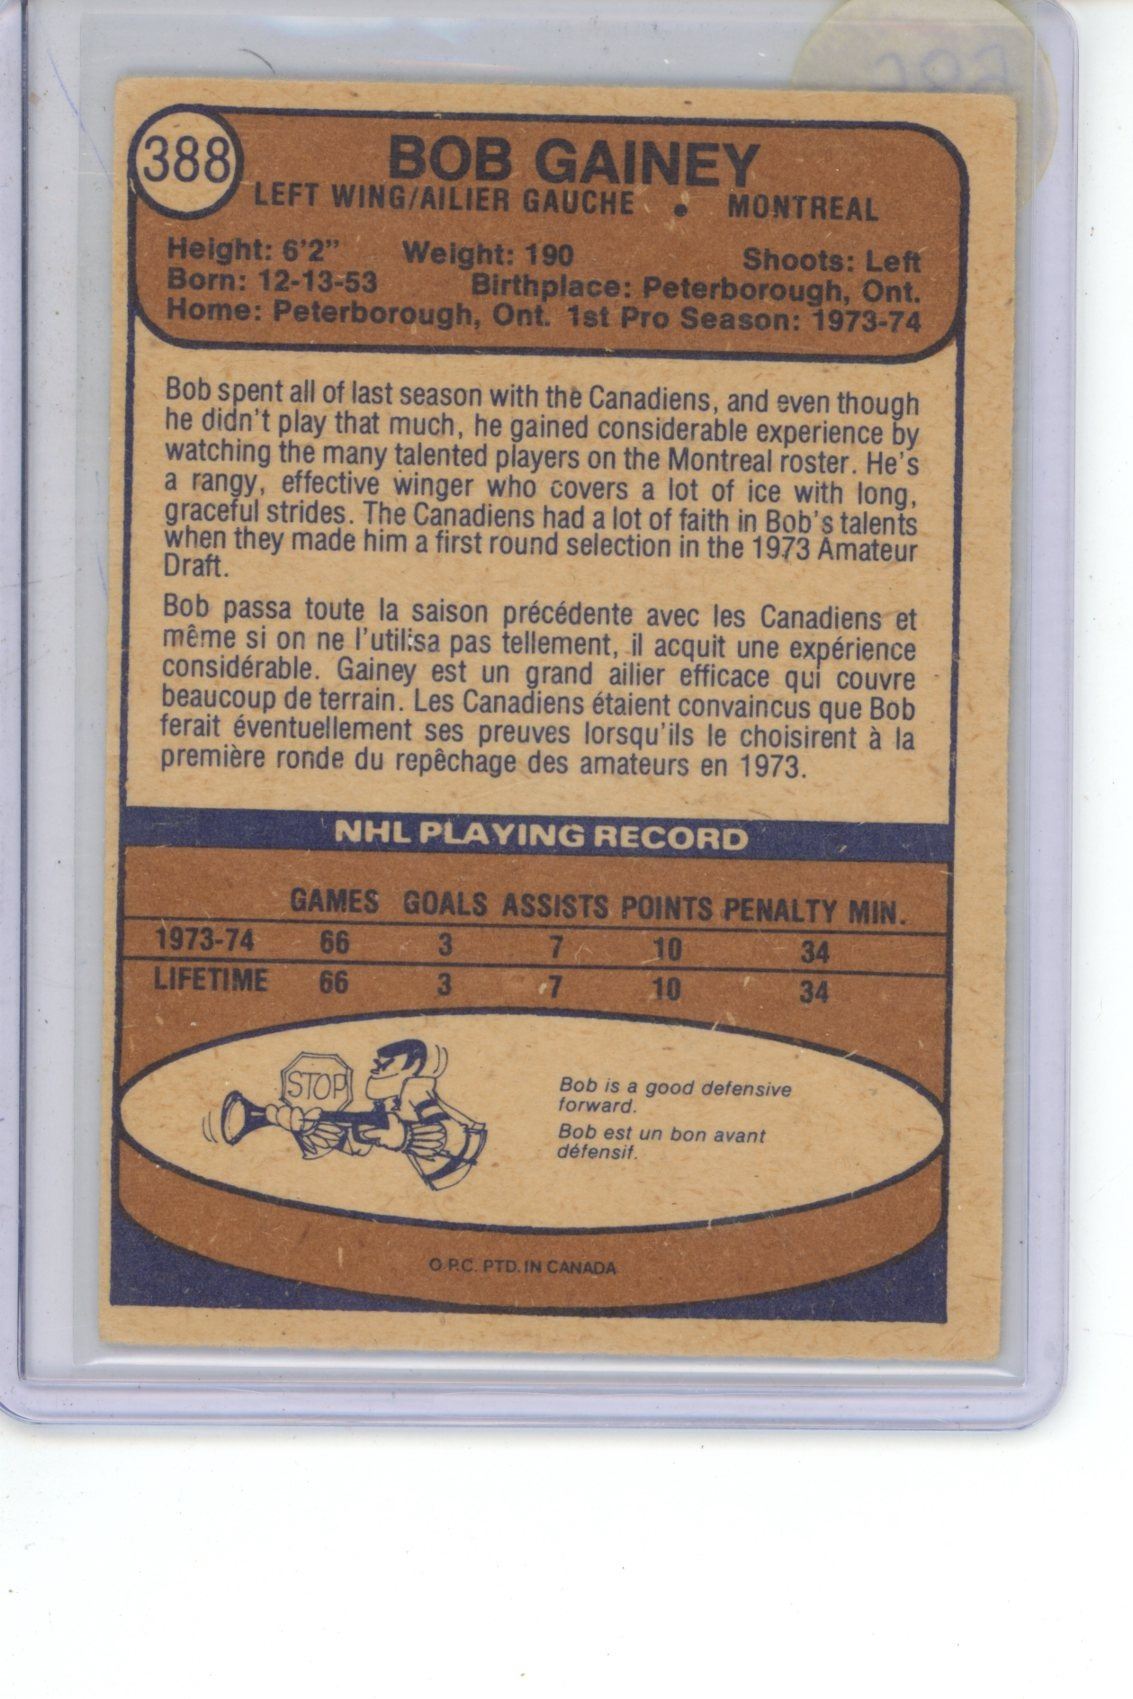 388
BOB GAINEY
LEFT WING/AILIER GAUCHE • MONTREAL
Height: 6'2" Weight: 190 Shoots: Left
Born: 12-13-53 Birthplace: Peterborough, Ont.
Home: Peterborough, Ont. 1st Pro Season: 1973-74
Bob spent all of last season with the Canadiens, and even though
he didn't play that much, he gained considerable experience by
watching the many talented players on the Montreal roster. He's
a rangy, effective winger who covers a lot of ice with long,
graceful strides. The Canadiens had a lot of faith in Bob's talents
when they made him a first round selection in the 1973 Amateur
Draft.
Bob passa toute la saison précédente avec les Canadiens et
même si on ne l'utilisa pas tellement, il acquit une expérience
considérable. Gainey est un grand ailier efficace qui couvre
beaucoup de terrain. Les Canadiens étaient convaincus que Bob
ferait éventuellement ses preuves lorsqu'ils le choisirent à la
première ronde du repêchage des amateurs en 1973.
NHL PLAYING RECORD
GAMES GOALS ASSISTS POINTS PENALTY MIN.
1973-74 66 3 7 10 34
LIFETIME 66 3 7 10 34
STOP
Bob is a good defensive
forward.
Bob est un bon avant
défensif.
O.P.C. PTD. IN CANADA